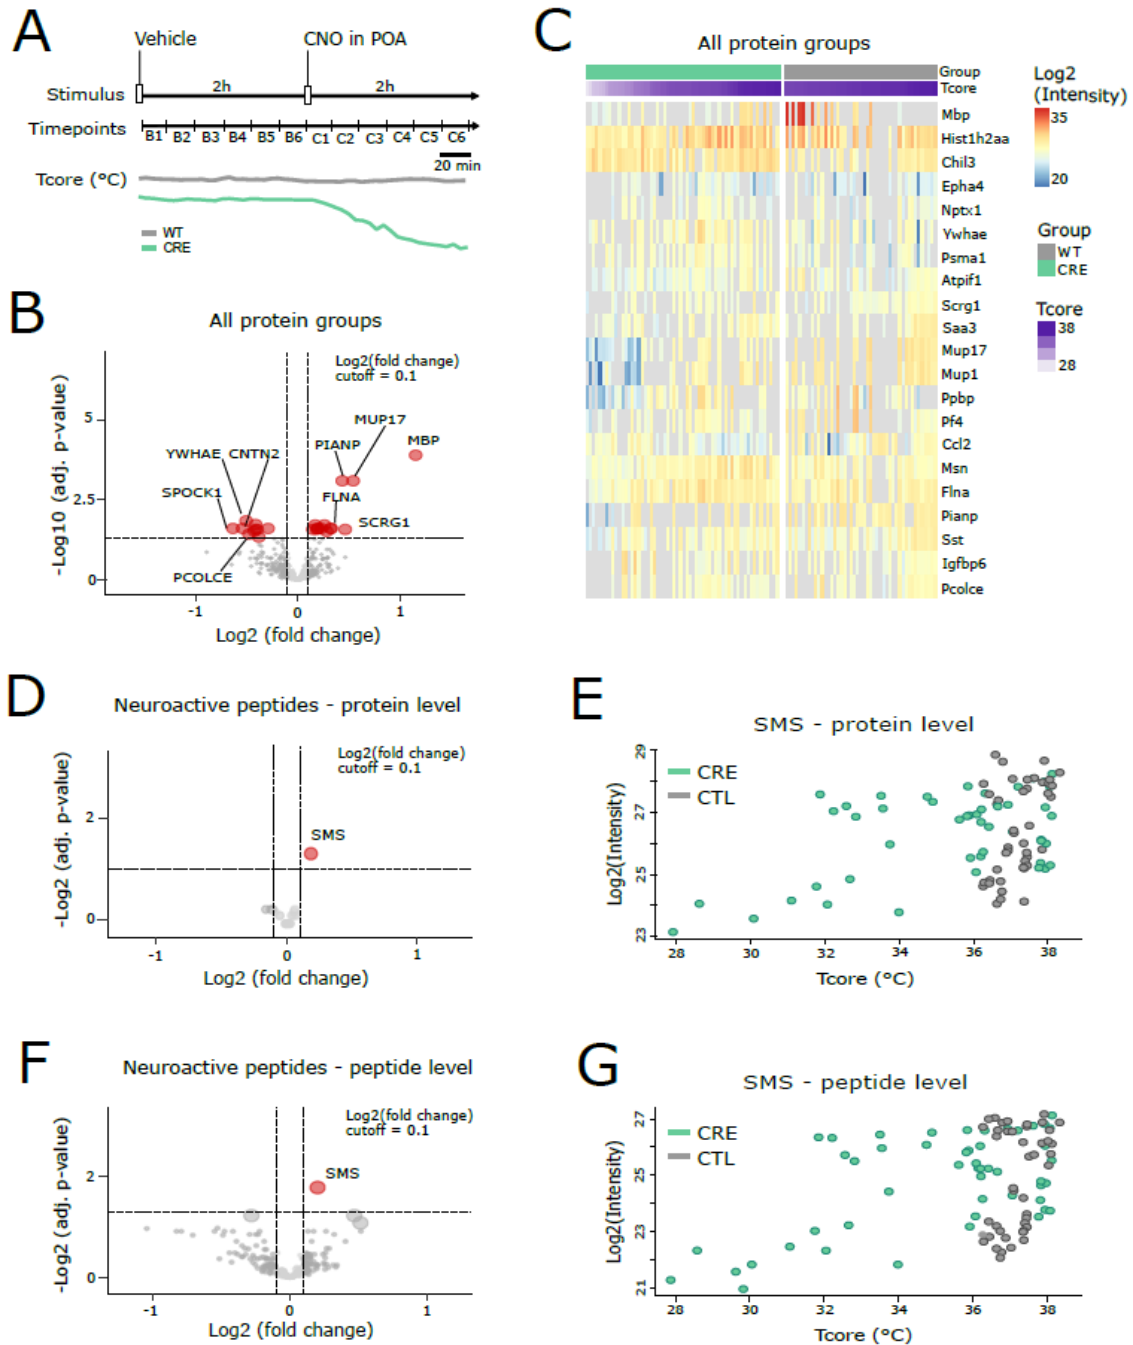 A
Vehicle
CNO in POA
2h
2h
Stimulus
Timepoints
B1 B2 B3 B4 B5 B6 C1 C2 C3 C4 C5 C6
20 min
Tcore (°C)
WT
CRE
B
All protein groups
Log2(fold change)
cutoff = 0.1
MUP17
MBP
PIANP
YWHAE CNTN2
SPOCK1
FLNA
SCRG1
PCOLCE
5
2.5
0
-Log10 (adj. p-value)
-1 0 1
Log2 (fold change)
C
All protein groups
Group
Tcore
Mbp
Hist1h2aa
Chil3
Epha4
Nptx1
Ywhae
Psma1
Atpif1
Scrg1
Saa3
Mup17
Mup1
Ppbp
Pf4
Ccl2
Msn
Flna
Pianp
Sst
Igfbp6
Pcolce
Log2
(Intensity)
35
20
Group
WT
CRE
Tcore
38
28
D
Neuroactive peptides - protein level
Log2(fold change)
cutoff = 0.1
SMS
2
0
-Log2 (adj. p-value)
-1 0 1
Log2 (fold change)
E
SMS - protein level
CRE
CTL
29
27
25
23
Log2(Intensity)
28 30 32 34 36 38
Tcore (°C)
F
Neuroactive peptides - peptide level
Log2(fold change)
cutoff = 0.1
SMS
2
0
-Log2 (adj. p-value)
-1 0 1
Log2 (fold change)
G
SMS - peptide level
CRE
CTL
27
25
23
21
Log2(Intensity)
28 30 32 34 36 38
Tcore (°C)